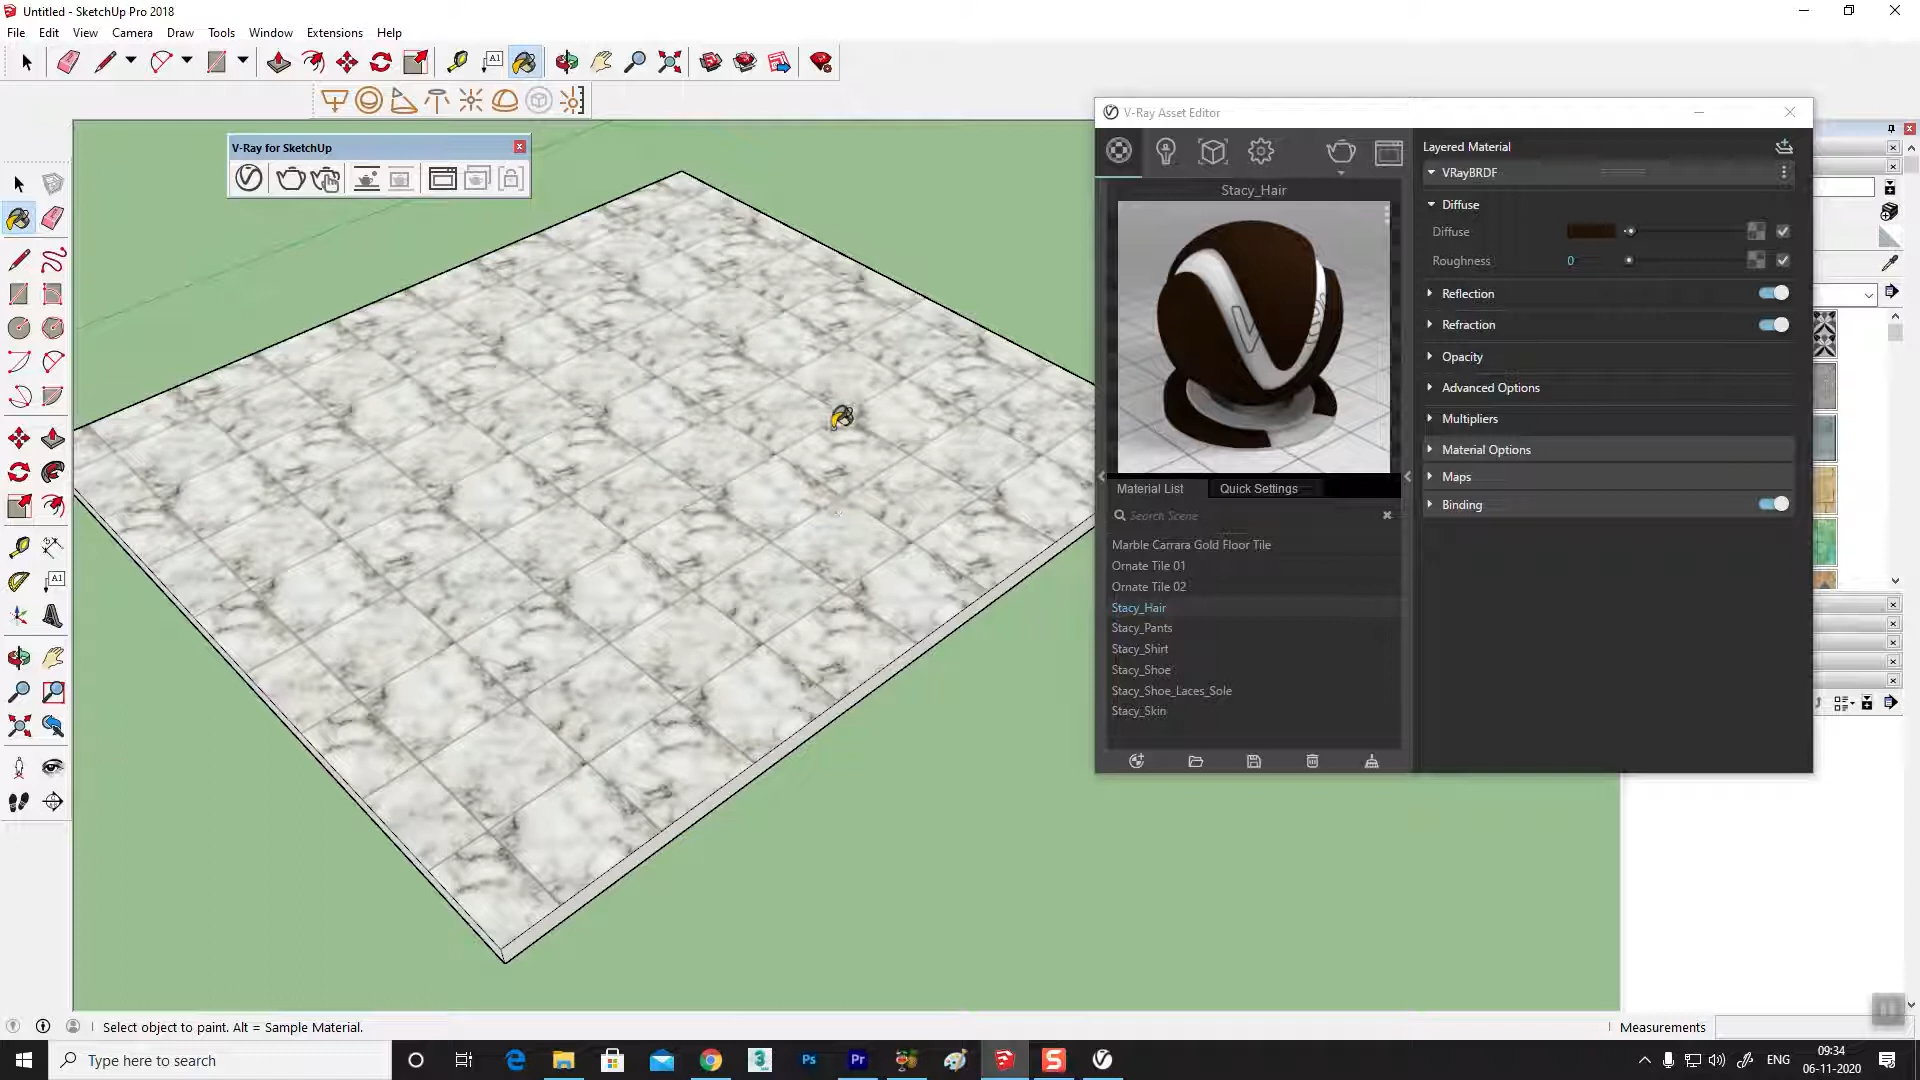 Untitled - SketchUp Pro 2018
File Edit View Camera Draw Tools Window Extensions Help
V-Ray for SketchUp
V-Ray Asset Editor
Stacy_Hair
Material List Quick Settings
Search Scene
Marble Carrara Gold Floor Tile
Ornate Tile 01
Ornate Tile 02
Stacy_Hair
Stacy_Pants
Stacy_Shirt
Stacy_Shoe
Stacy_Shoe_Laces_Sole
Stacy_Skin
Layered Material
VRayBRDF
Diffuse
Diffuse
Roughness 0
Reflection
Refraction
Opacity
Advanced Options
Multipliers
Material Options
Maps
Binding
Select object to paint. Alt = Sample Material.
Measurements
Type here to search
Ps
Pr
ENG
09:34
06-11-2020